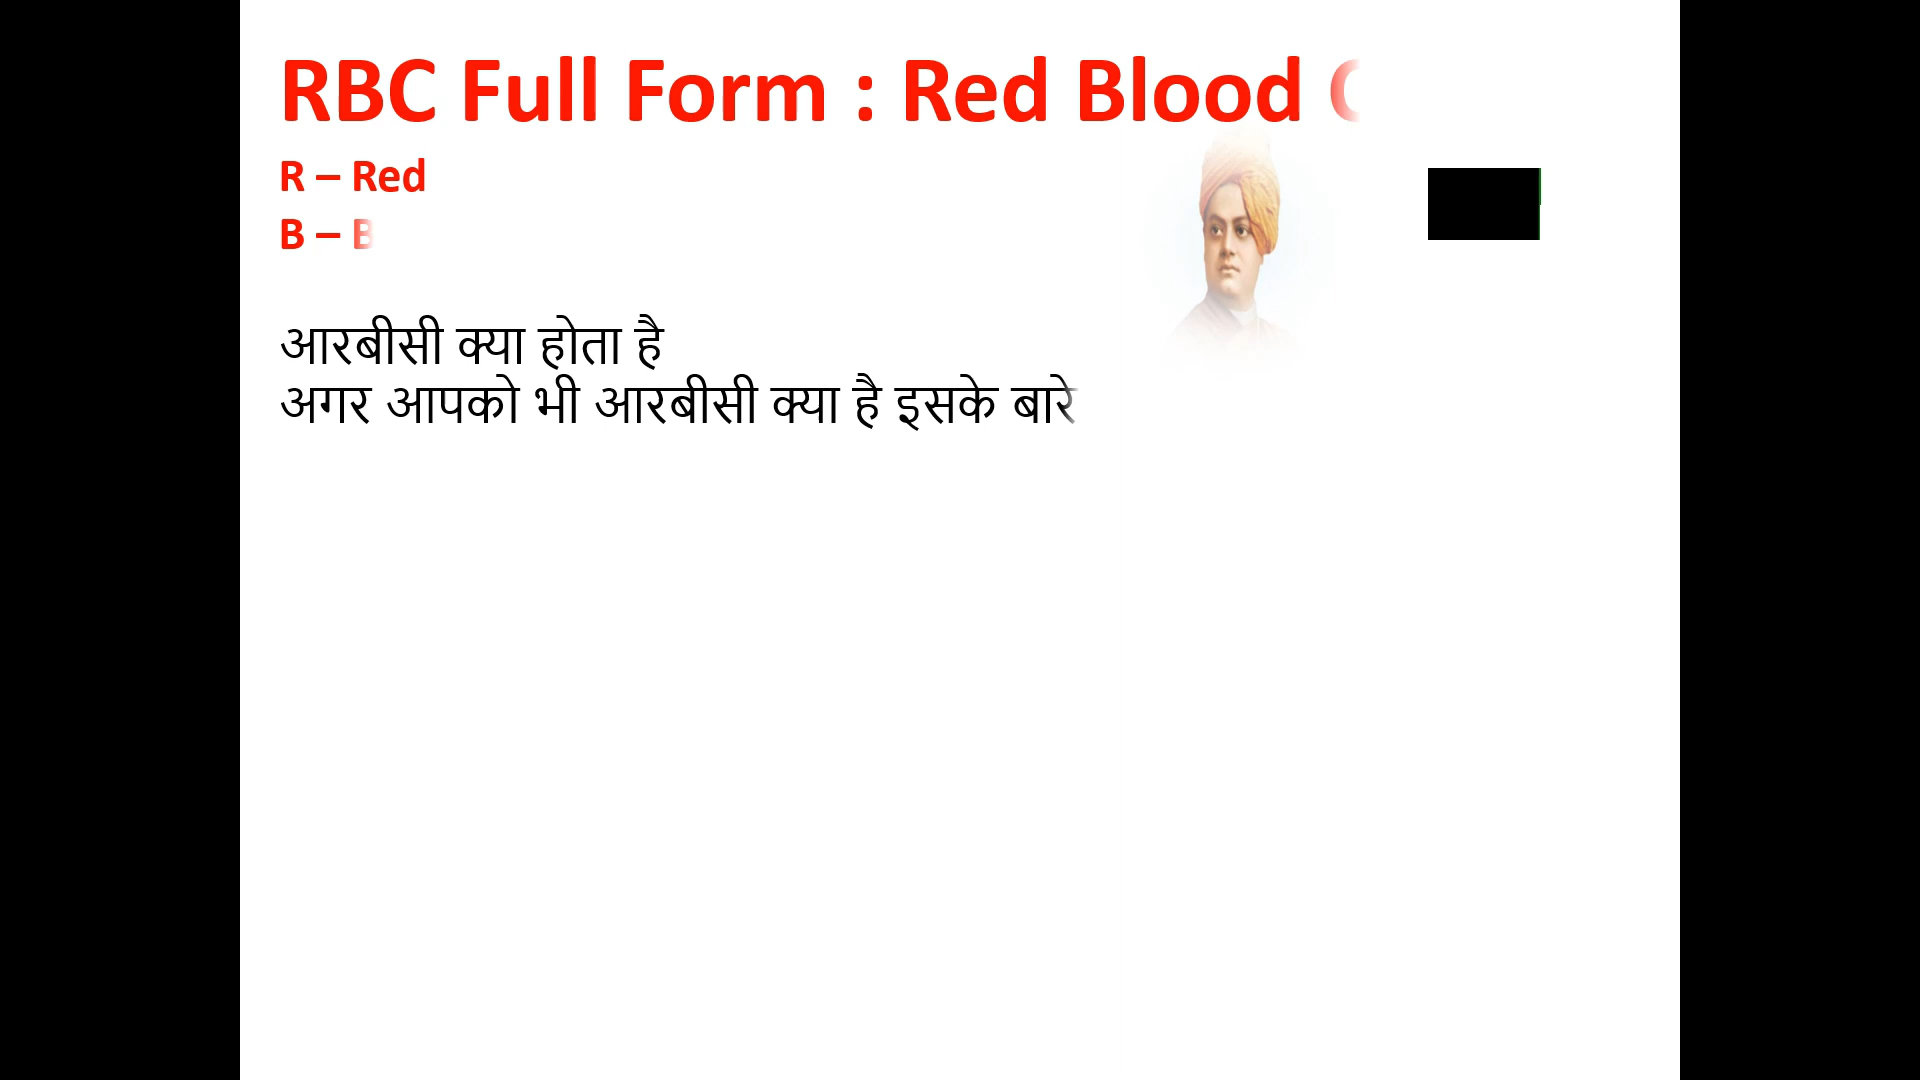 RBC Full Form : Red Blood
R – Red
B –
आरबीसी क्या होता है
अगर आपको भी आरबीसी क्या है इसके बारे